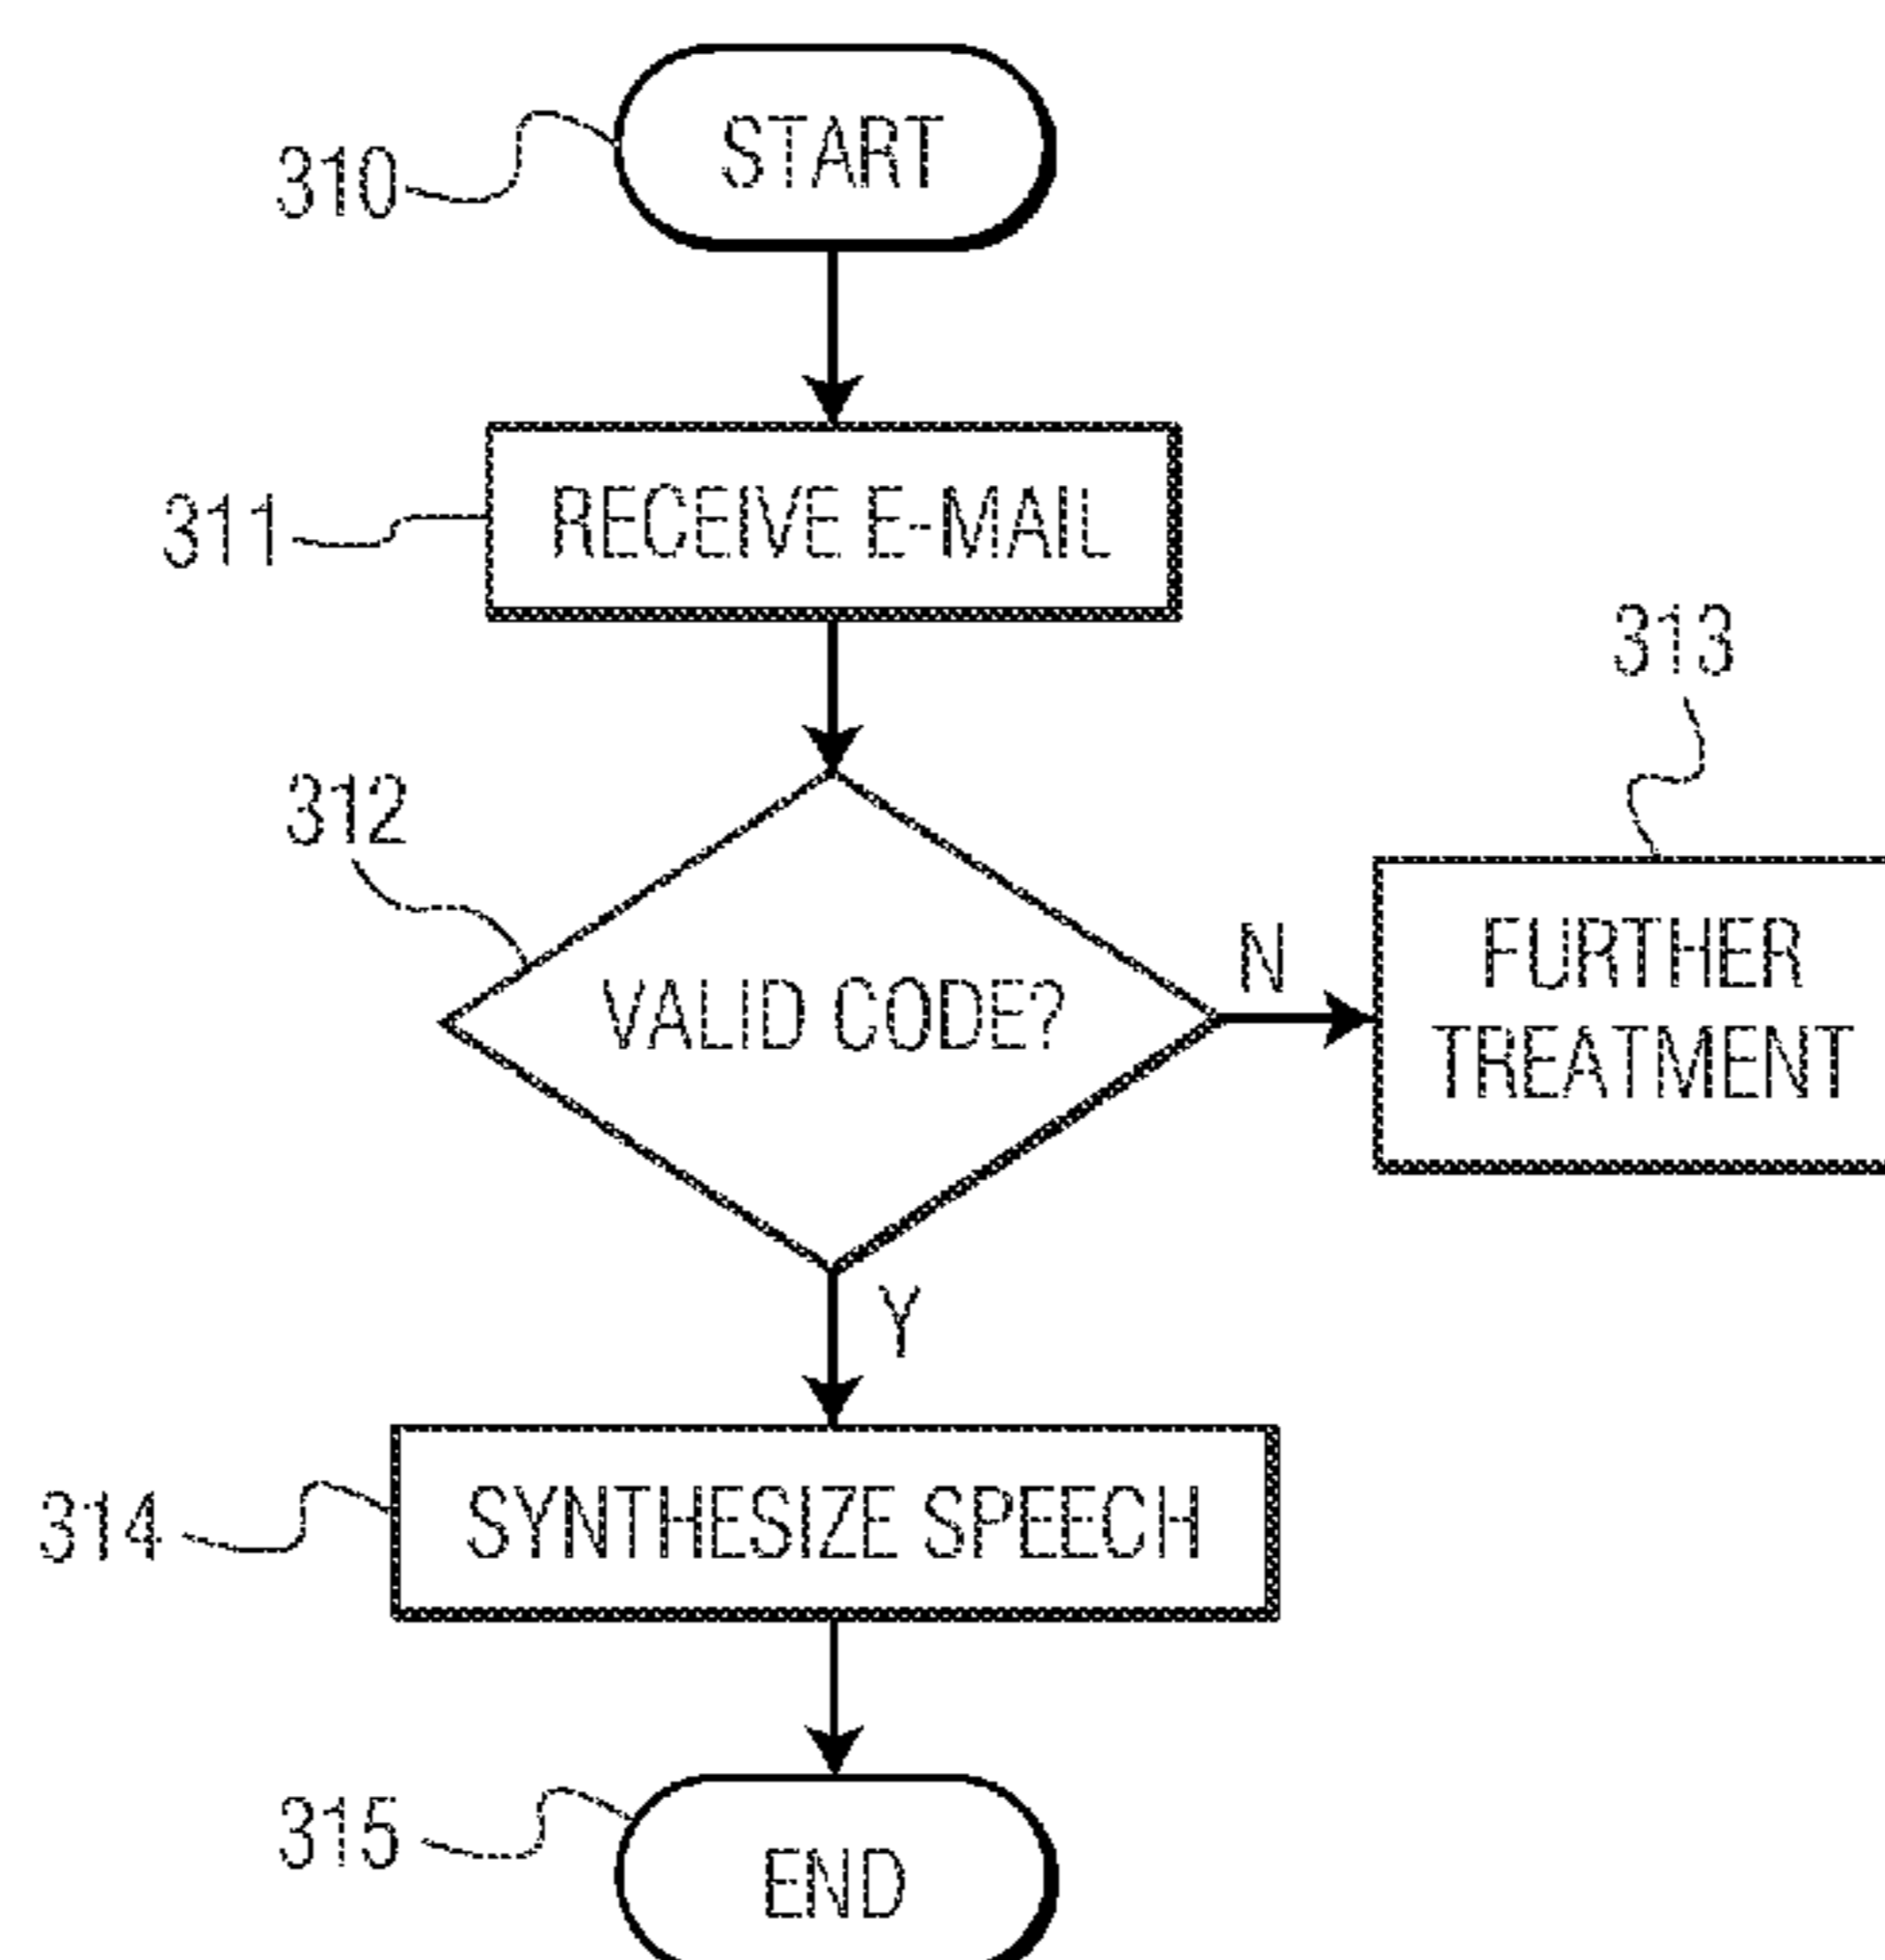 310
START
311
RECEIVE E-MAIL
313
312
VALID CODE?
N
FURTHER
TREATMENT
Y
314
SYNTHESIZE SPEECH
315
END